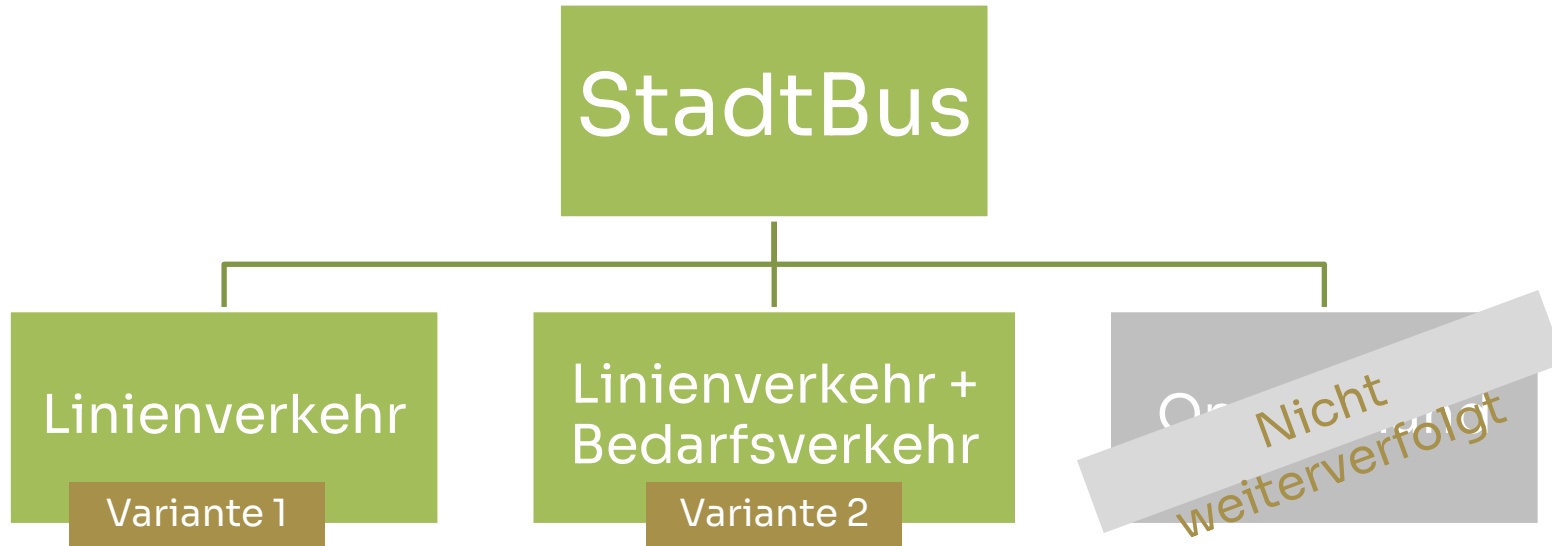 StadtBus
Linienverkehr
Linienverkehr +
Bedarfsverkehr
Nicht
weiterverfolgt
Variante 1
Variante 2